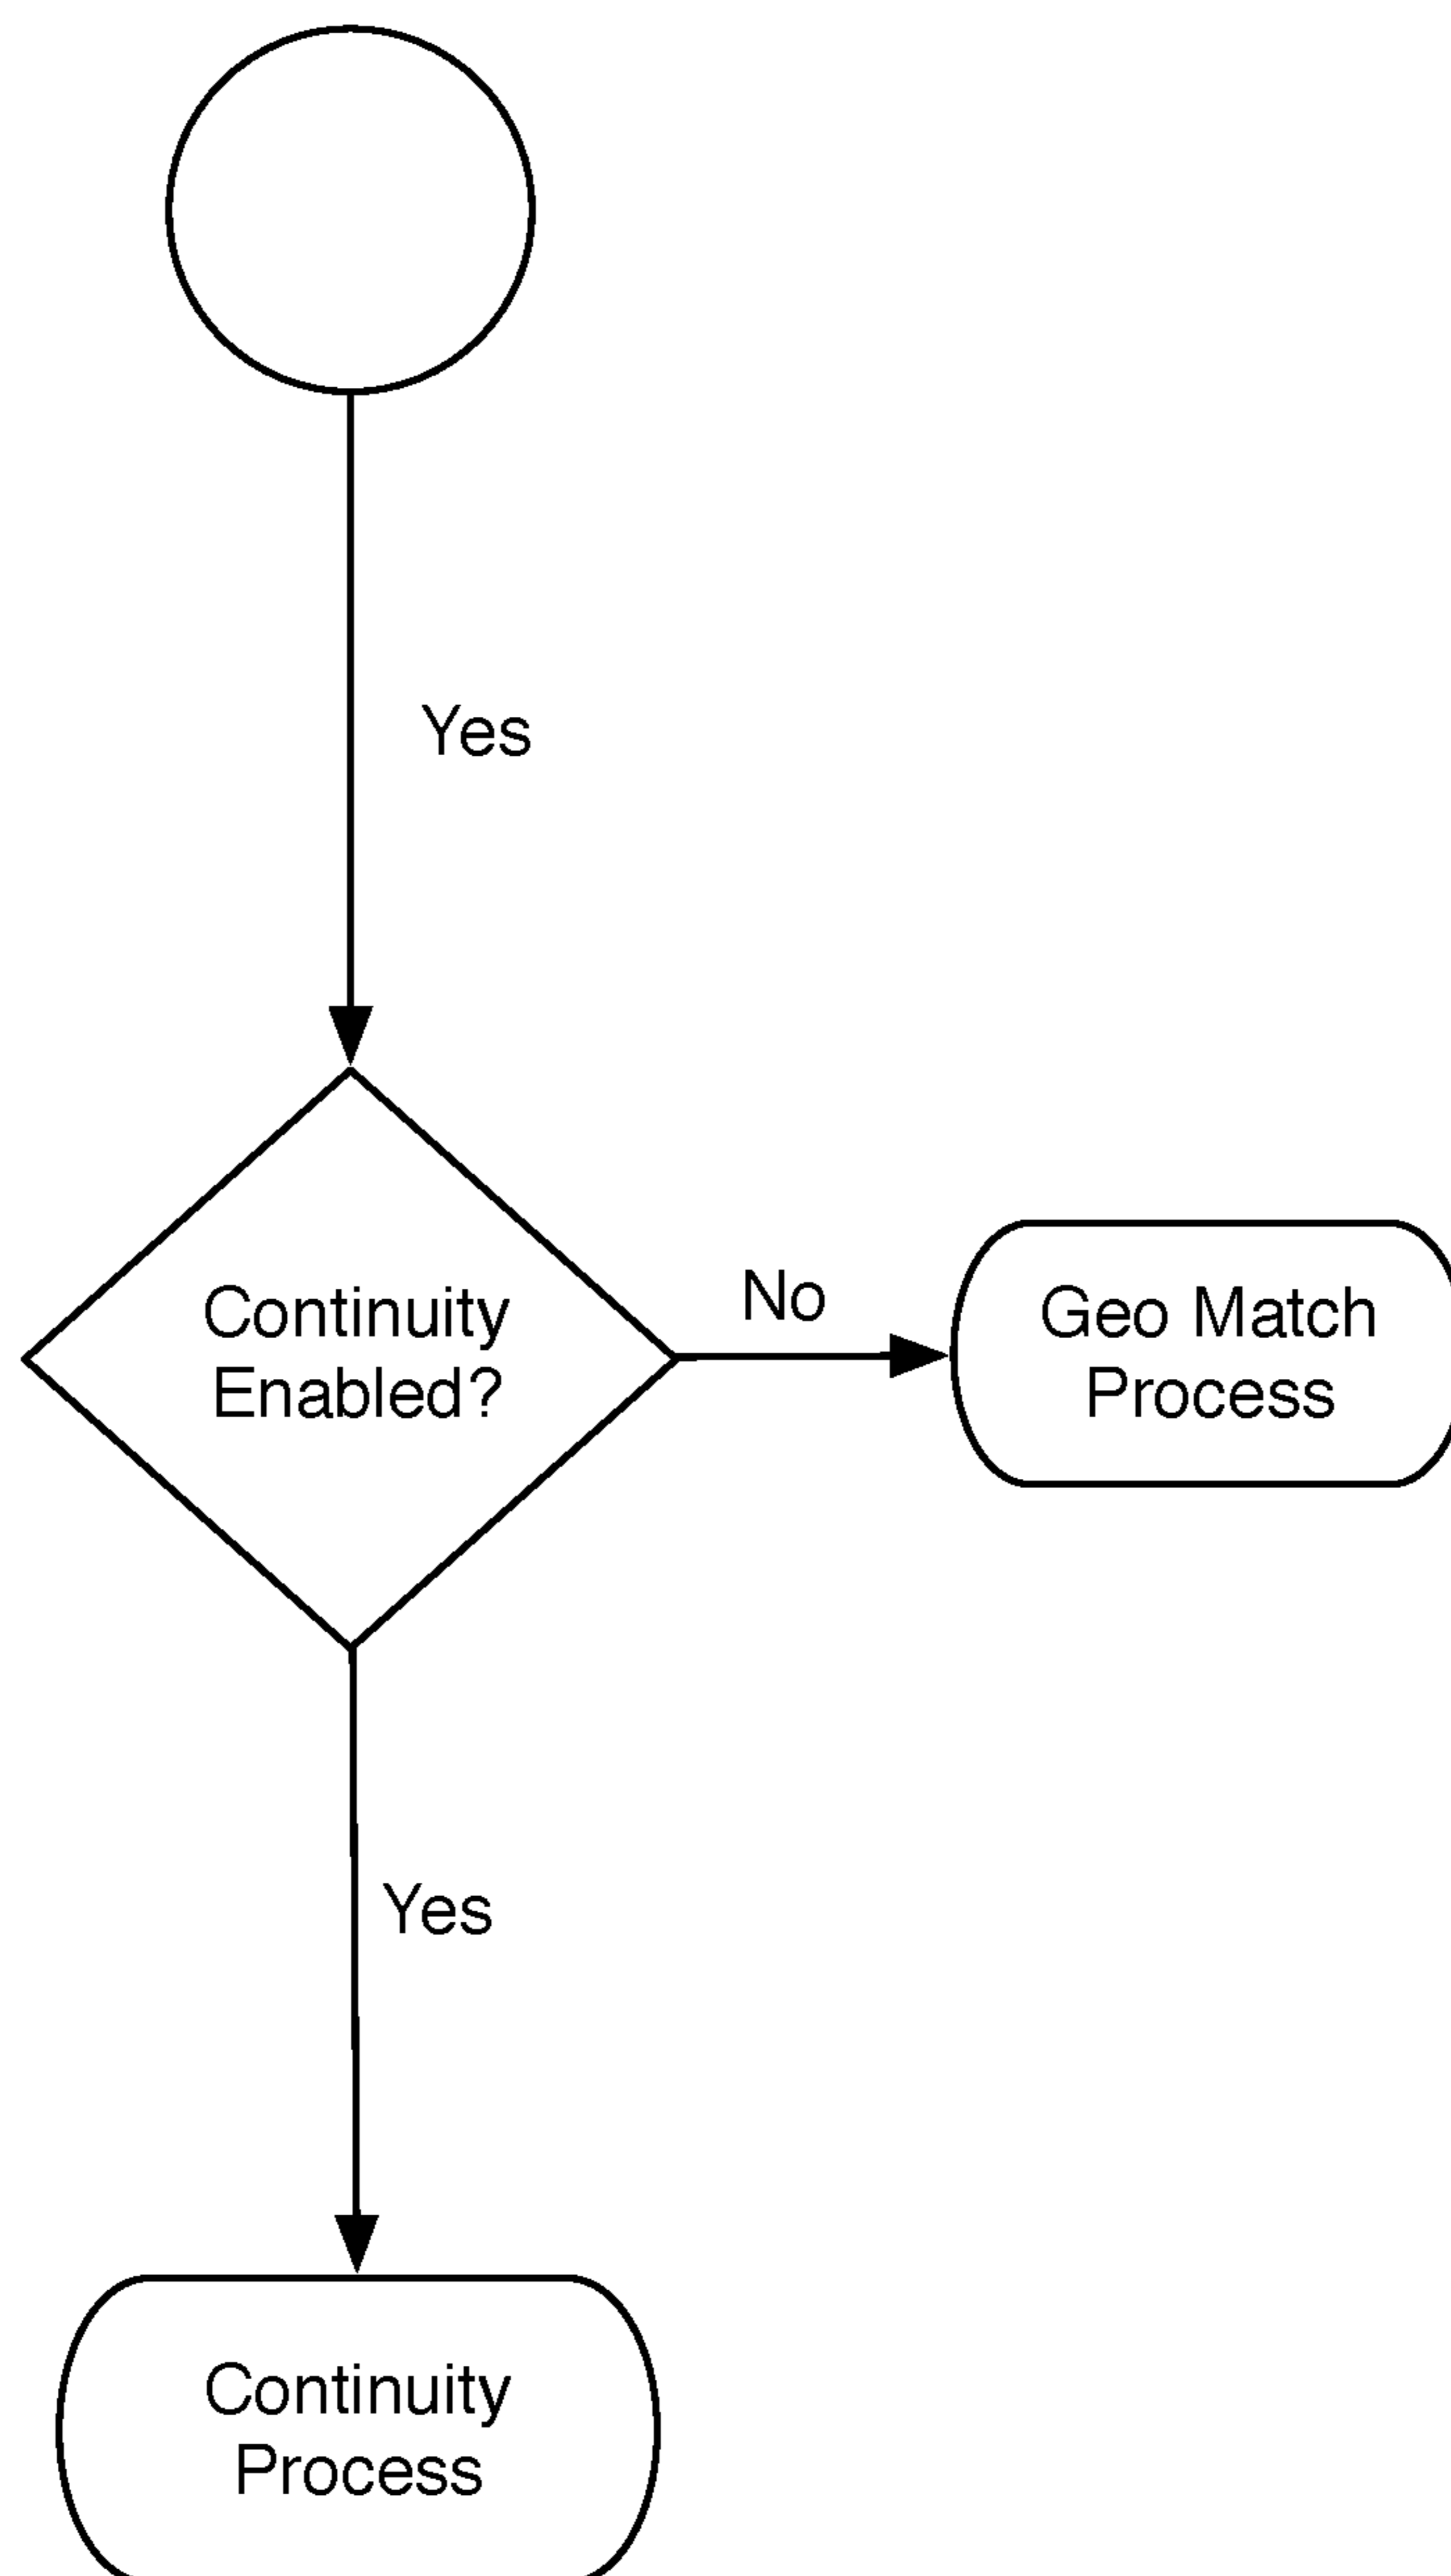 Yes
Continuity
Enabled?
No
Geo Match
Process
Yes
Continuity
Process